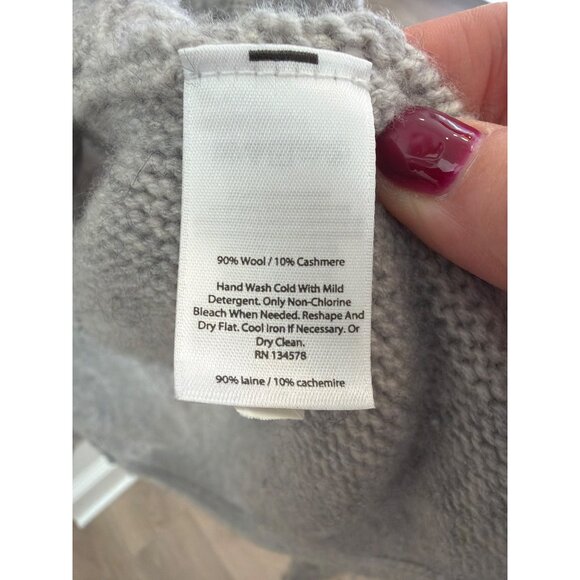 90% Wool / 10% Cashmere
Hand Wash Cold With Mild
Detergent. Only Non-Chlorine
Bleach When Needed. Reshape And
Dry Flat. Cool Iron If Necessary. Or
Dry Clean.
RN 134578
90% laine / 10% cachemire